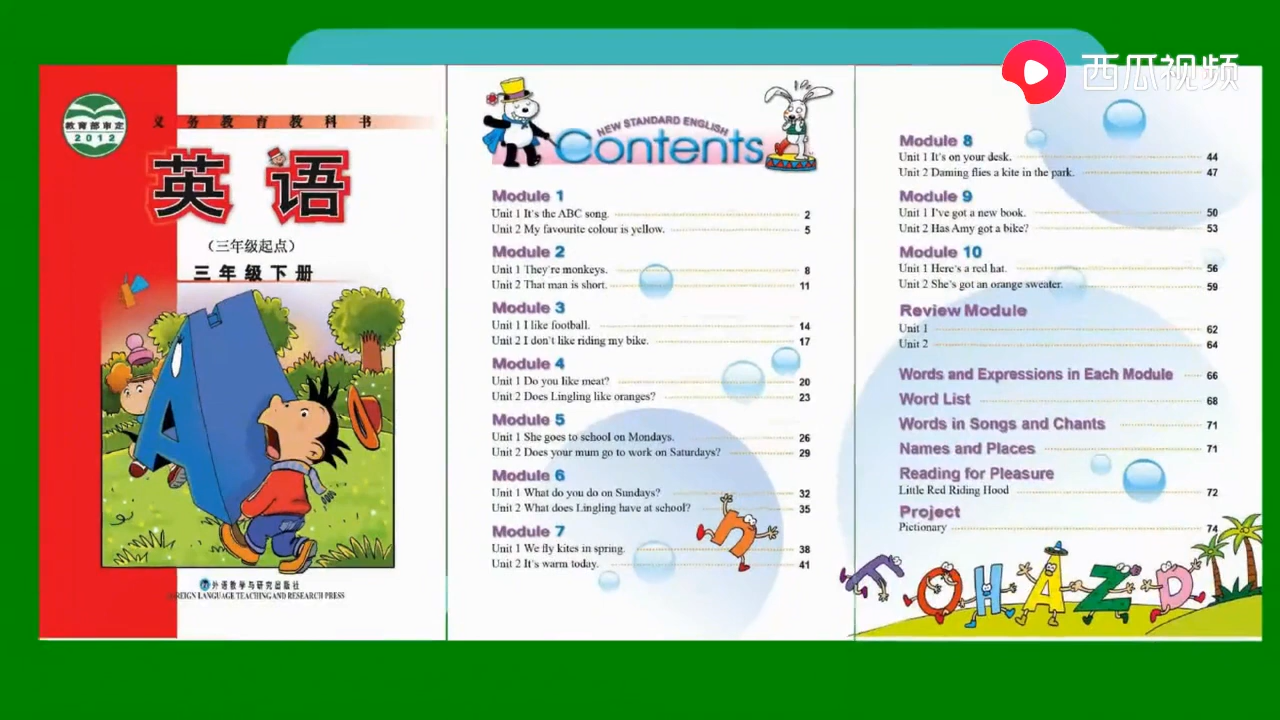 西瓜视频
教育部审定
2012
义务教育教科书
英语
(三年级起点)
三年级下册
外语教学与研究出版社
FOREIGN LANGUAGE TEACHING AND RESEARCH PRESS
NEW STANDARD ENGLISH
Contents
Module 1
Unit 1 It's the ABC song. 2
Unit 2 My favourite colour is yellow. 5
Module 2
Unit 1 They're monkeys. 8
Unit 2 That man is short. 11
Module 3
Unit 1 I like football. 14
Unit 2 I don't like riding my bike. 17
Module 4
Unit 1 Do you like meat? 20
Unit 2 Does Lingling like oranges? 23
Module 5
Unit 1 She goes to school on Mondays. 26
Unit 2 Does your mum go to work on Saturdays? 29
Module 6
Unit 1 What do you do on Sundays? 32
Unit 2 What does Lingling have at school? 35
Module 7
Unit 1 We fly kites in spring. 38
Unit 2 It's warm today. 41
Module 8
Unit 1 It's on your desk. 44
Unit 2 Daming flies a kite in the park. 47
Module 9
Unit 1 I've got a new book. 50
Unit 2 Has Amy got a bike? 53
Module 10
Unit 1 Here's a red hat. 56
Unit 2 She's got an orange sweater. 59
Review Module
Unit 1 62
Unit 2 64
Words and Expressions in Each Module 66
Word List 68
Words in Songs and Chants 71
Names and Places 71
Reading for Pleasure
Little Red Riding Hood 72
Project
Pictionary 74